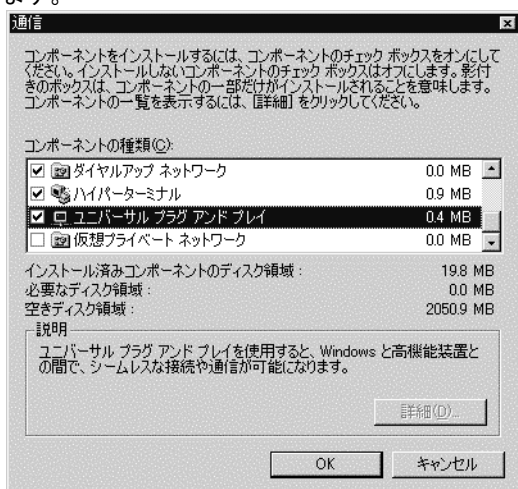 ます。
通信
コンポーネントをインストールするには、コンポーネントのチェック ボックスをオンにして
ください。インストールしないコンポーネントのチェック ボックスはオフにします。影付
きのボックスは、コンポーネントの一部だけがインストールされることを意味します。
コンポーネントの一覧を表示するには、[詳細] をクリックしてください。
コンポーネントの種類(C):
ダイヤルアップ ネットワーク 0.0 MB
ハイパーターミナル 0.9 MB
ユニバーサル プラグ アンド プレイ 0.4 MB
仮想プライベート ネットワーク 0.0 MB
インストール済みコンポーネントのディスク領域 : 19.8 MB
必要なディスク領域 : 0.0 MB
空きディスク領域 : 2050.9 MB
説明
ユニバーサル プラグ アンド プレイを使用すると、Windows と高機能装置と
の間で、シームレスな接続や通信が可能になります。
詳細(D)...
OK キャンセル